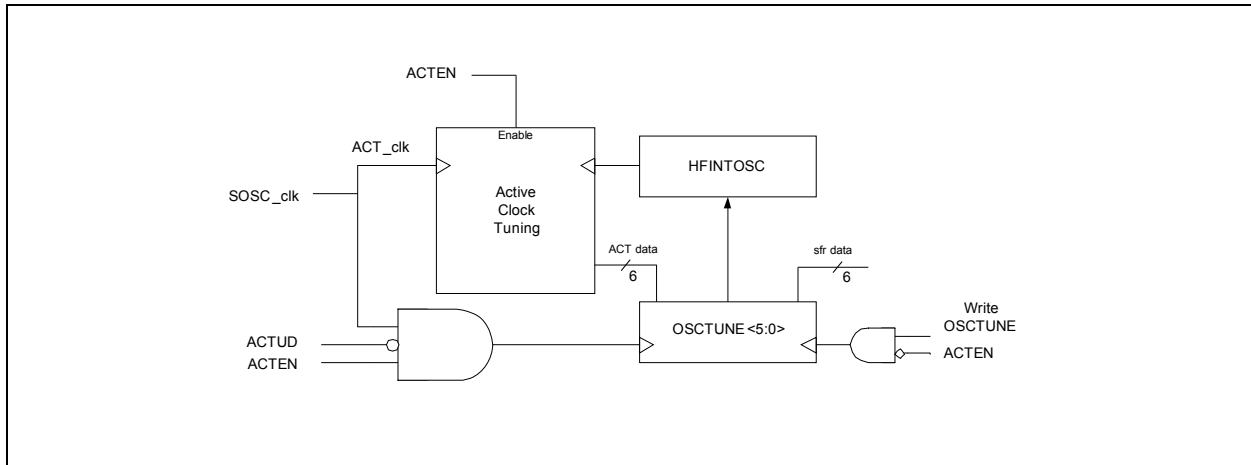 ACTEN
Enable
ACT_clk
HFINTOSC
SOSC_clk
Active
Clock
Tuning
ACT data
6
sfr data
6
Write
OSCTUNE
OSCTUNE <5:0>
ACTUD
ACTEN
ACTEN